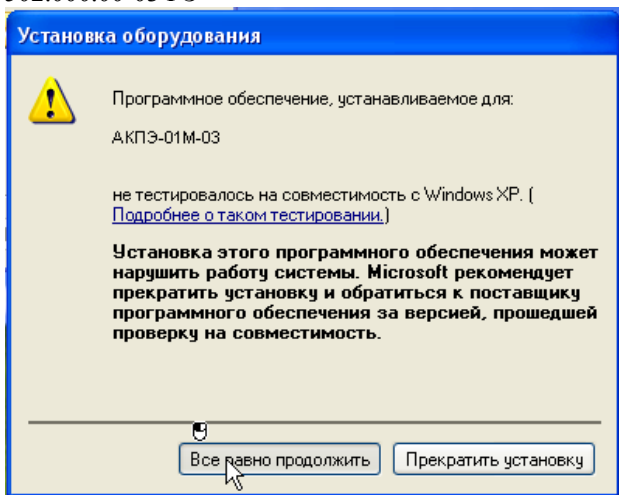 Установка оборудования
Программное обеспечение, устанавливаемое для:
АКПЭ-01М-03
не тестировалось на совместимость с Windows XP. (
Подробнее о таком тестировании.)
Установка этого программного обеспечения может
нарушить работу системы. Microsoft рекомендует
прекратить установку и обратиться к поставщику
программного обеспечения за версией, прошедшей
проверку на совместимость.
Все равно продолжить
Прекратить установку